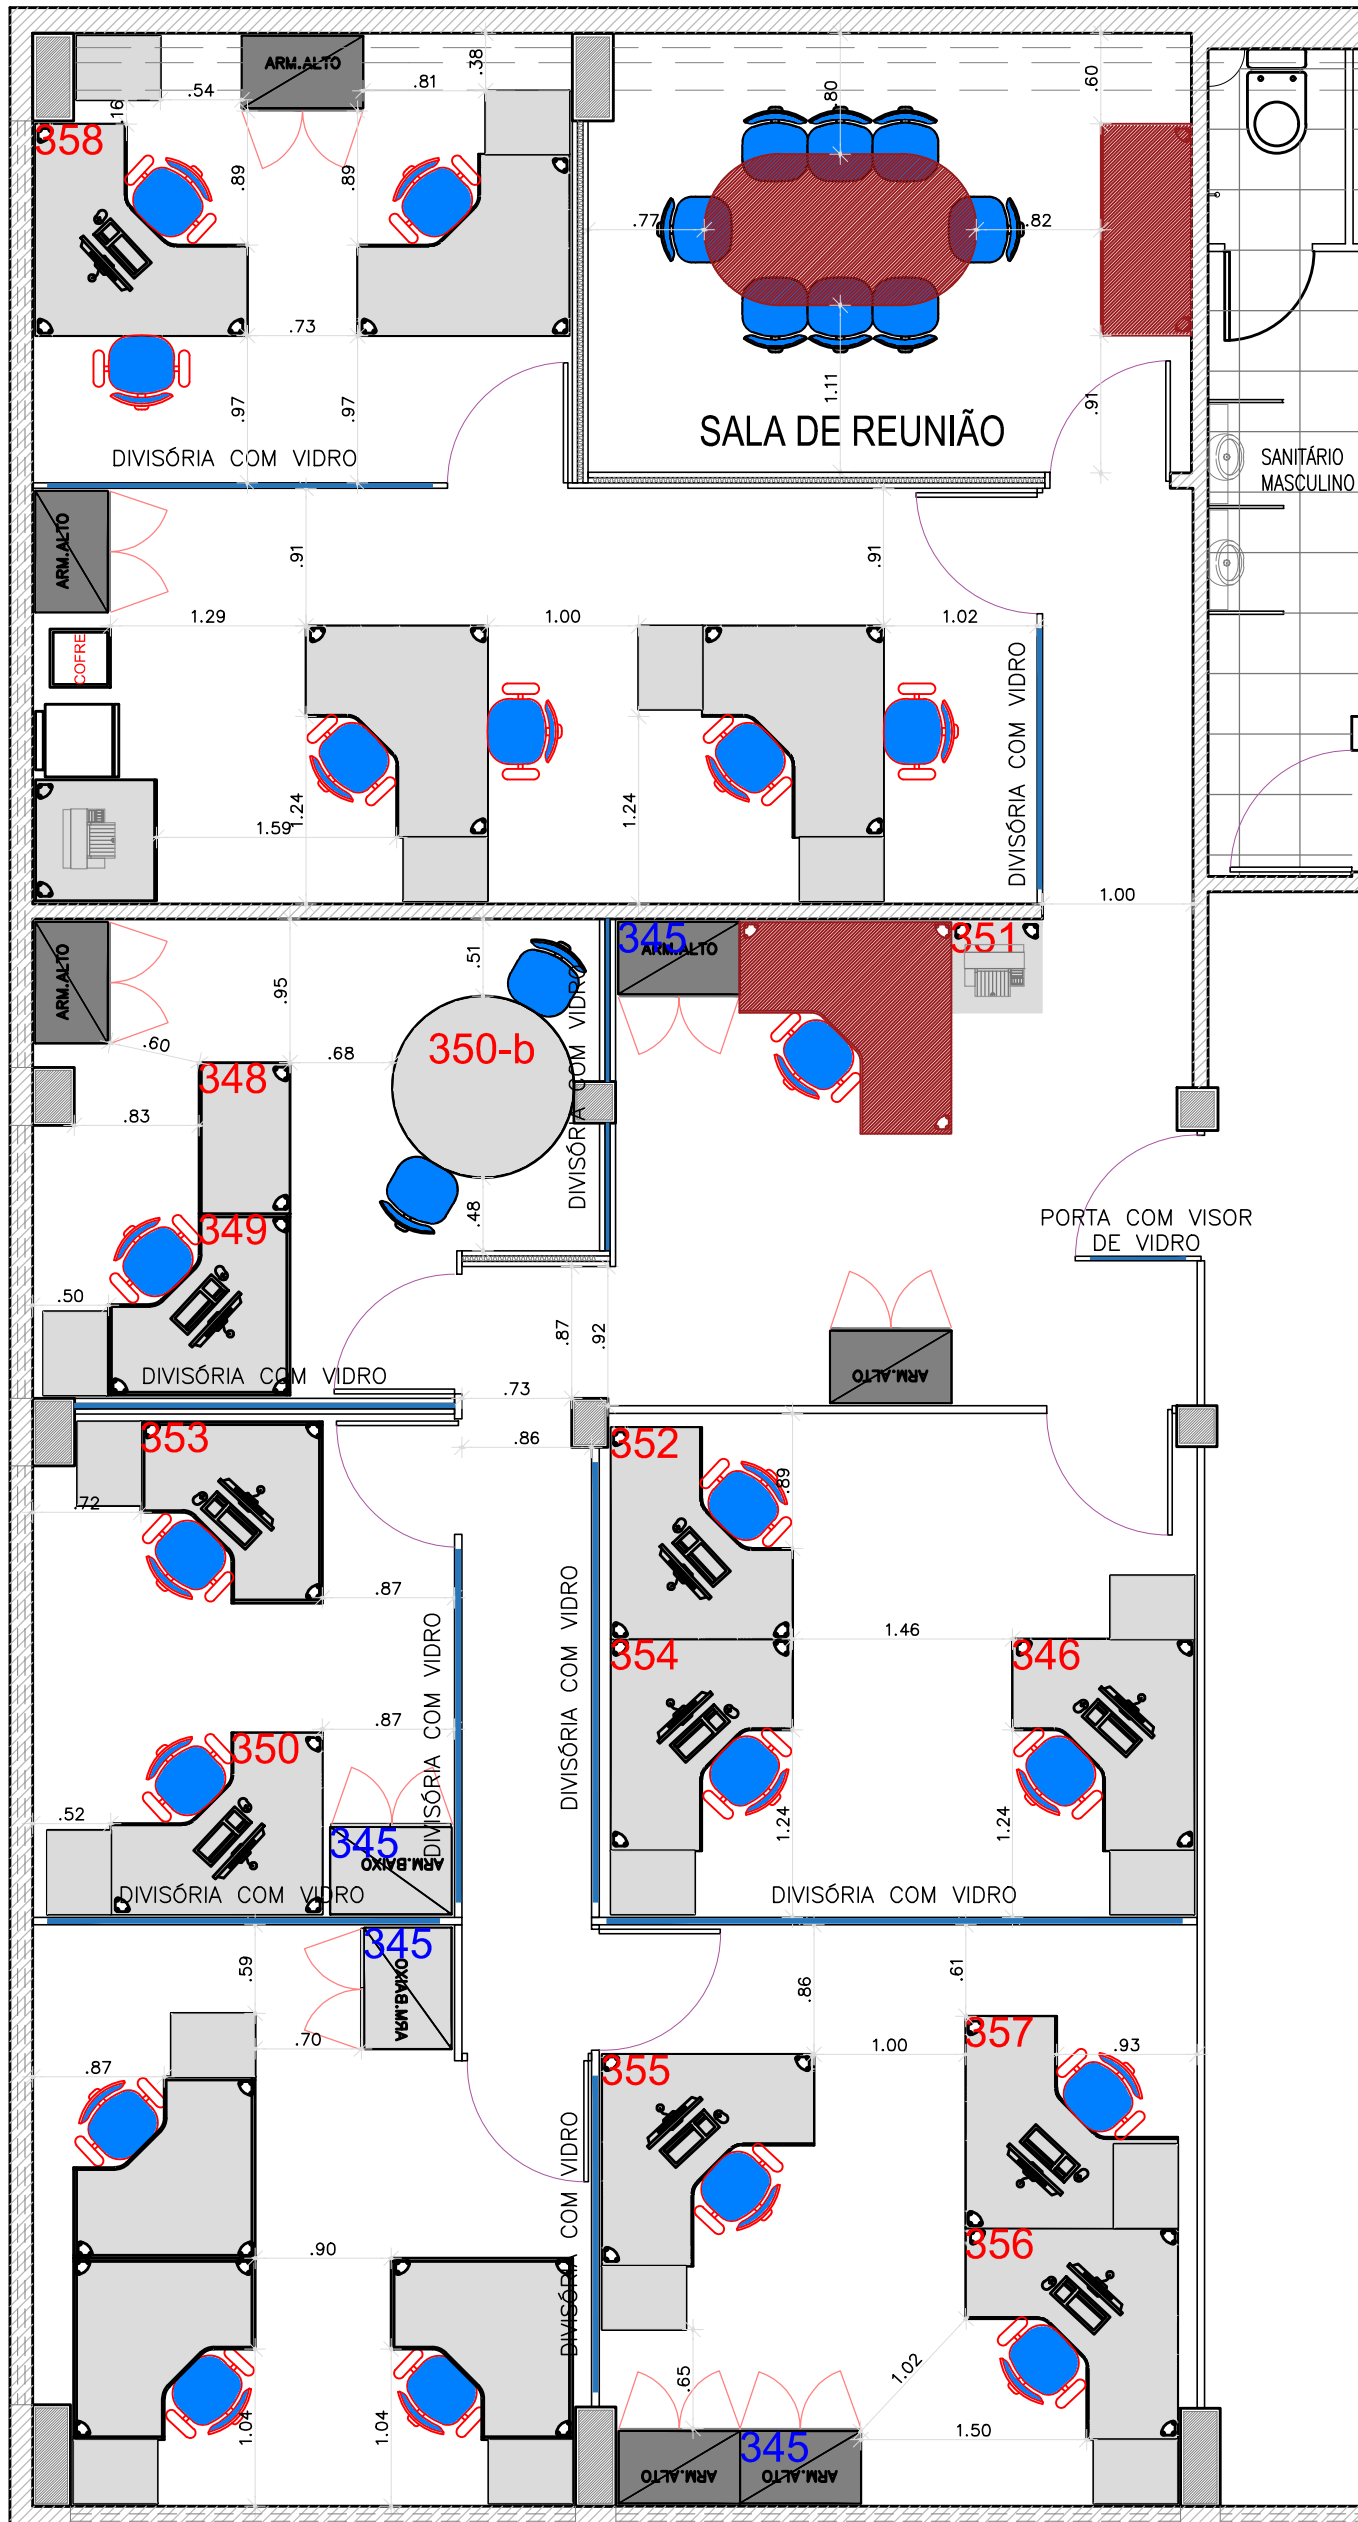 ARM.ALTO
.38
.81
.54
.16
.80
.60
358
.89
.89
.77
.82
.73
1.11
.97
.97
.91
SALA DE REUNIÃO
DIVISÓRIA COM VIDRO
SANITÁRIO
MASCULINO
ARM.ALTO
.91
.91
1.29
1.00
1.02
COFRE
DIVISÓRIA COM VIDRO
1.24
1.24
1.59
1.00
ARM.ALTO
345
ARM.ALTO
351
.51
.95
DIVISÓRIA COM VIDRO
.60
.68
350-b
348
.83
349
.48
PORTA COM VISOR
DE VIDRO
.50
.87
.92
DIVISÓRIA COM VIDRO
ARM.ALTO
.73
353
.86
352
.89
.72
.87
DIVISÓRIA COM VIDRO
DIVISÓRIA COM VIDRO
354
1.46
346
.87
350
.52
1.24
1.24
345
ARM.BAIXO
DIVISÓRIA COM VIDRO
DIVISÓRIA COM VIDRO
345
ARM.BAIXO
.59
.86
.61
.70
.87
1.00
357
.93
355
DIVISÓRIA COM VIDRO
356
.90
1.02
.65
1.04
1.04
1.50
345
ARM.ALTO
ARM.ALTO